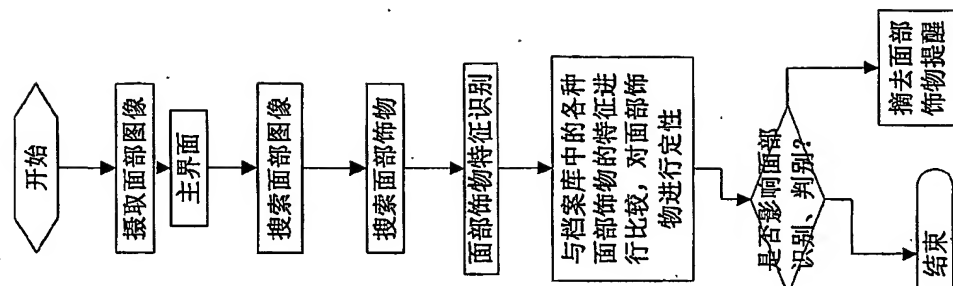 开始
摄取面部图像
主界面
搜索面部图像
搜索面部饰物
面部饰物特征识别
与档案库中的各种
面部饰物的特征进
行比较，对面部饰
物进行定性
是否影响面部
识别、判别？
摘去面部
饰物提醒
结束